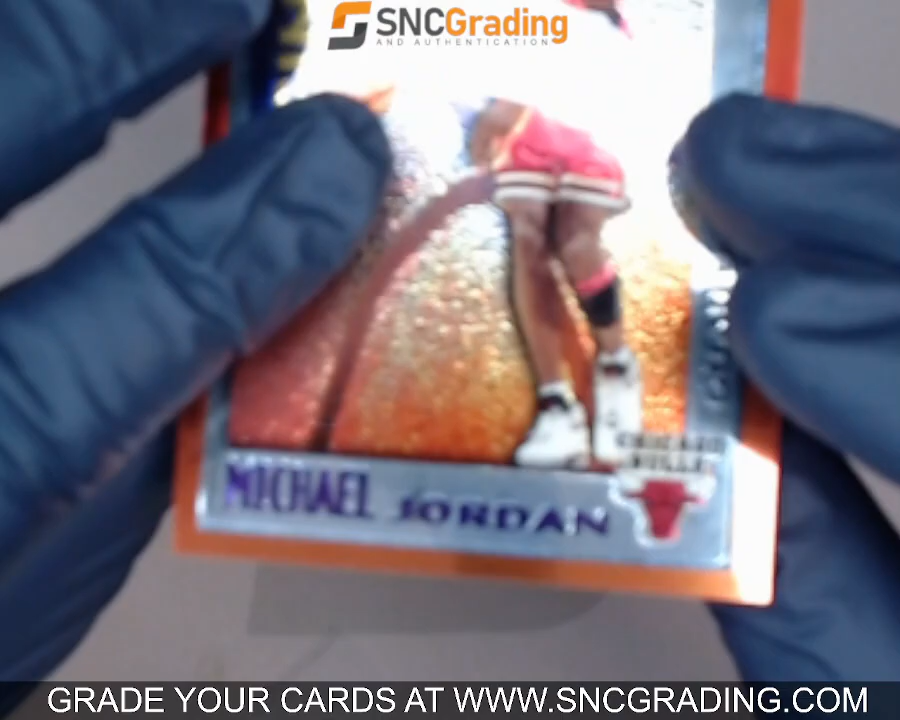 SNCGrading
AND AUTHENTICATION
CHICAGO
BULLS
MICHAEL JORDAN
GRADE YOUR CARDS AT WWW.SNCGRADING.COM